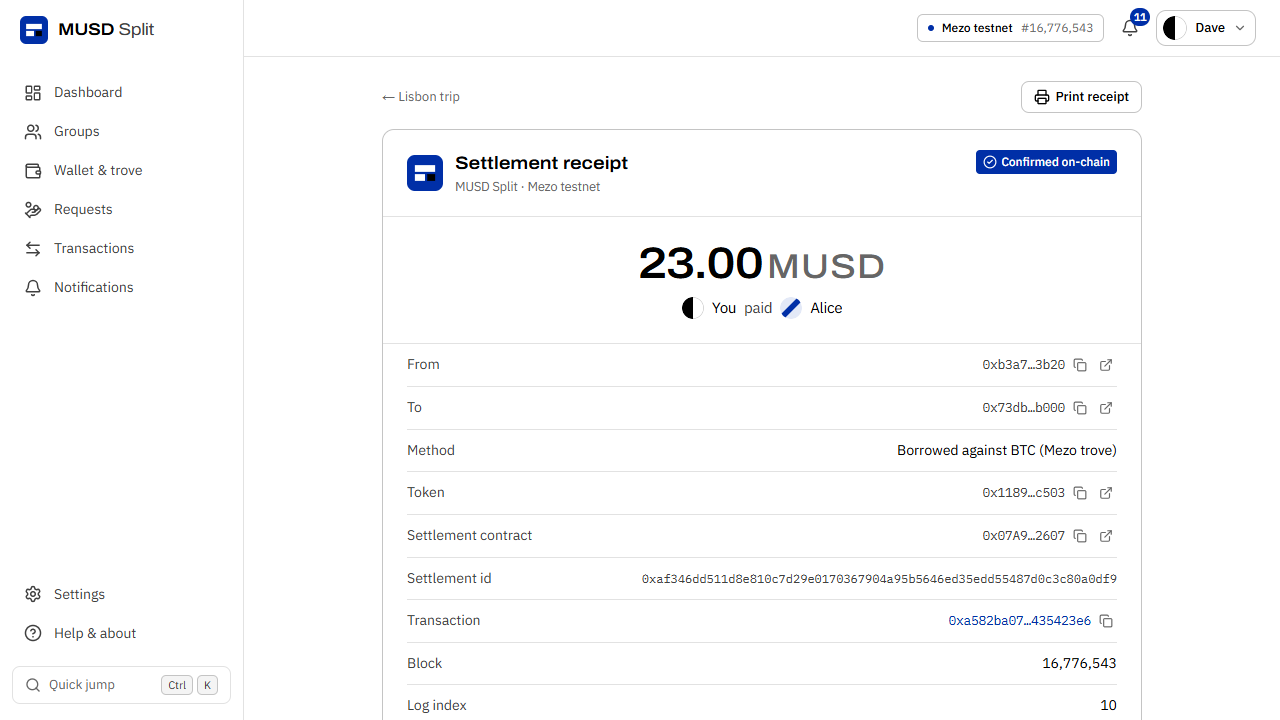 MUSD Split
Mezo testnet #16,776,543
11
Dave
Dashboard
Groups
Wallet & trove
Requests
Transactions
Notifications
Settings
Help & about
Quick jump Ctrl K
← Lisbon trip
Print receipt
Settlement receipt
MUSD Split · Mezo testnet
Confirmed on-chain
23.00 MUSD
You paid Alice
From 0xb3a7…3b20
To 0x73db…b000
Method Borrowed against BTC (Mezo trove)
Token 0x1189…c503
Settlement contract 0x07A9…2607
Settlement id 0xaf346dd511d8e810c7d29e0170367904a95b5646ed35edd55487d0c3c80a0df9
Transaction 0xa582ba07…435423e6
Block 16,776,543
Log index 10